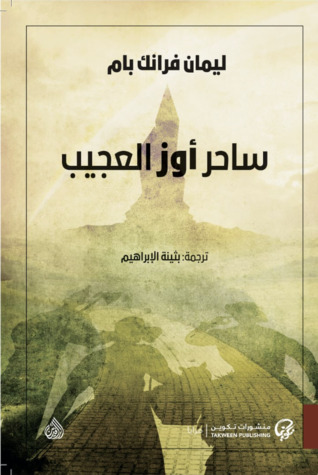 ليمان فرانك بام
ساحر أوز العجيب
ترجمة: بثينة الإبراهيم
منشورات تكوين
TAKWEEN PUBLISHING